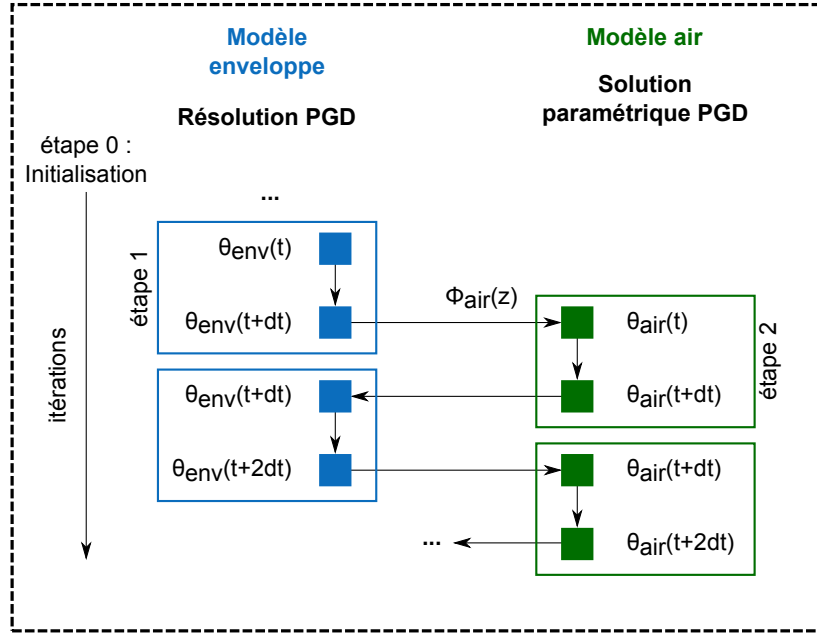 Modèle
enveloppe
Résolution PGD
Modèle air
Solution
paramétrique PGD
étape 0 :
Initialisation
itérations
...
étape 1
θenv(t)
θenv(t+dt)
Φair(z)
θair(t)
θair(t+dt)
étape 2
θenv(t+dt)
θenv(t+2dt)
θair(t+dt)
θair(t+2dt)
...